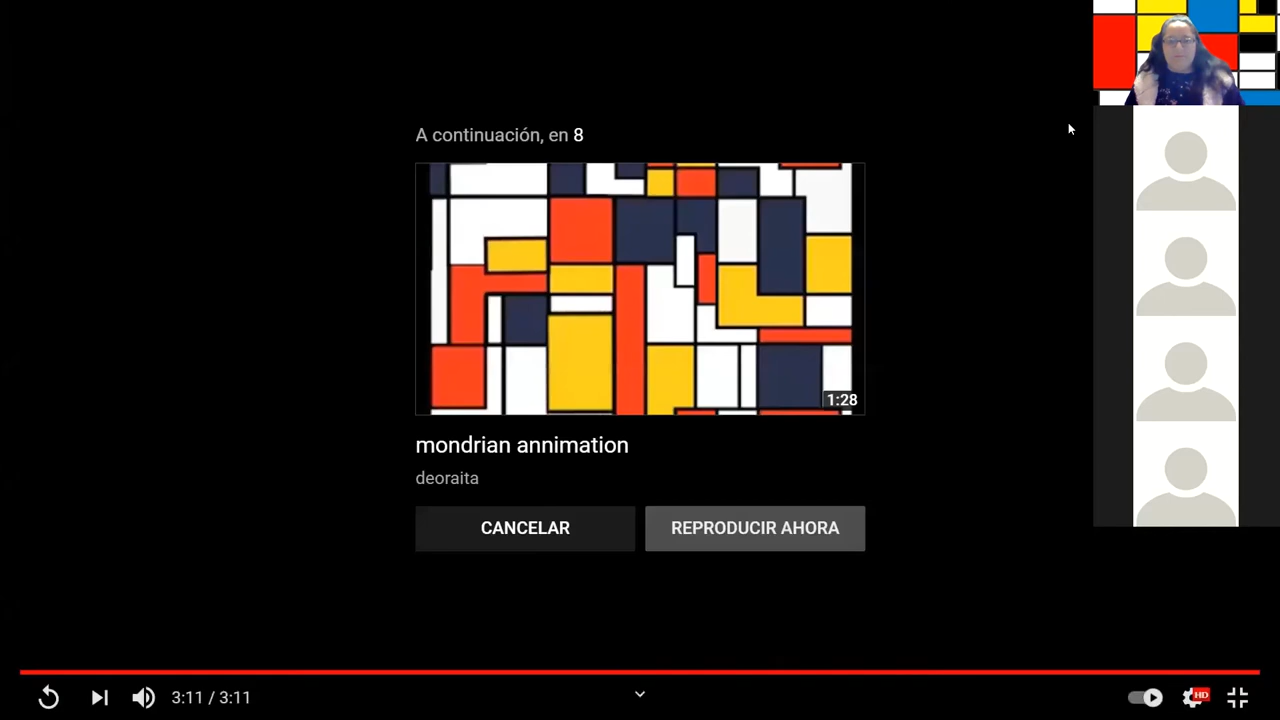 A continuación, en 8
1:28
mondrian annimation
deoraita
CANCELAR
REPRODUCIR AHORA
3:11 / 3:11
HD